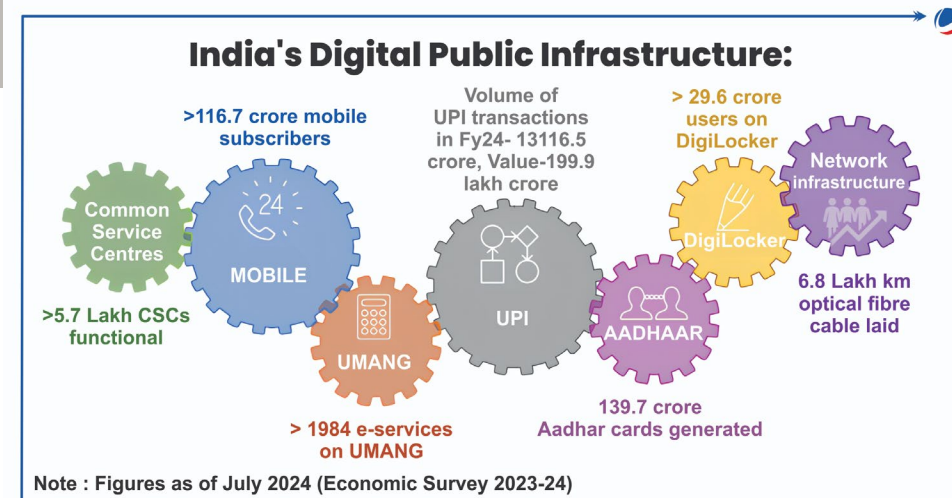 India's Digital Public Infrastructure:
Common
Service
Centres
>5.7 Lakh CSCs
functional
>116.7 crore mobile
subscribers
24
MOBILE
UMANG
> 1984 e-services
on UMANG
Volume of
UPI transactions
in Fy24- 13116.5
crore, Value-199.9
lakh crore
UPI
AADHAAR
139.7 crore
Aadhar cards generated
> 29.6 crore
users on
DigiLocker
DigiLocker
Network
infrastructure
6.8 Lakh km
optical fibre
cable laid
Note : Figures as of July 2024 (Economic Survey 2023-24)